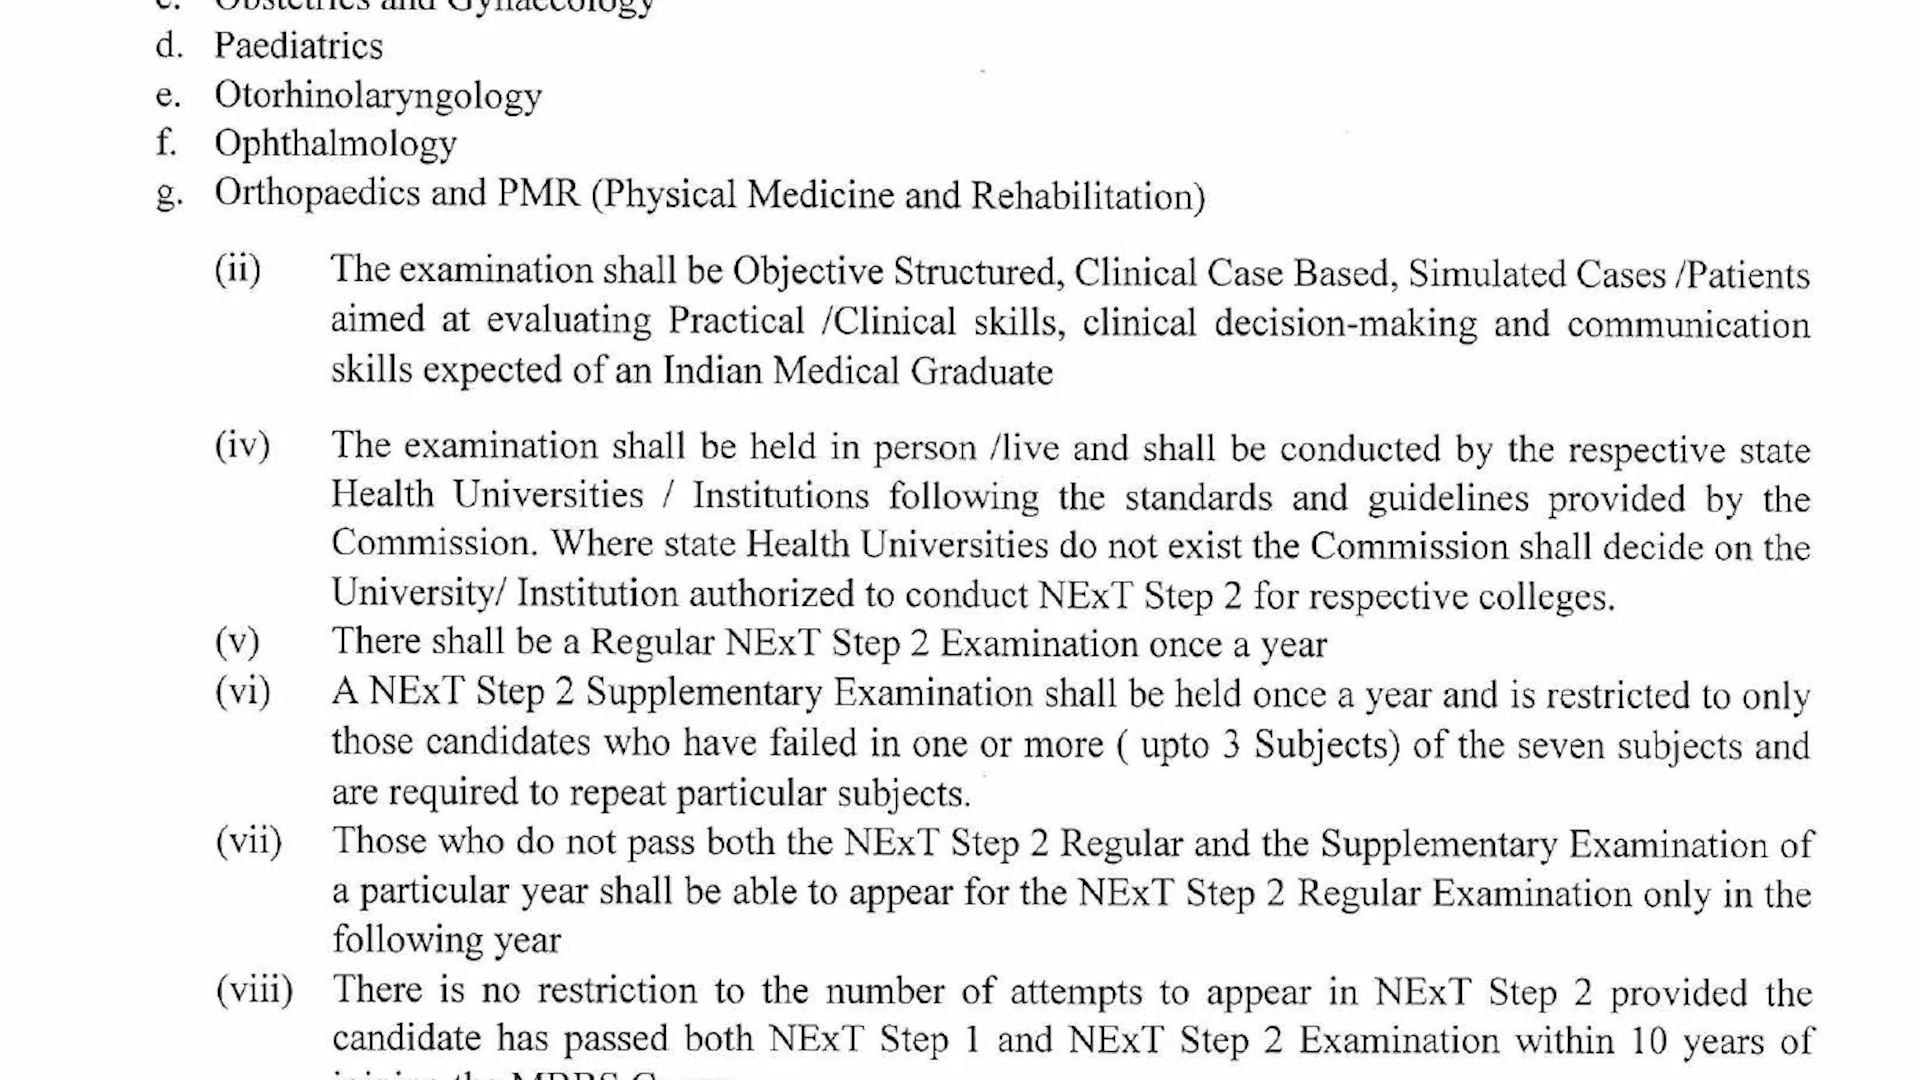 c. Obstetrics and Gynaecology
d. Paediatrics
e. Otorhinolaryngology
f. Ophthalmology
g. Orthopaedics and PMR (Physical Medicine and Rehabilitation)
(ii) The examination shall be Objective Structured, Clinical Case Based, Simulated Cases /Patients
aimed at evaluating Practical /Clinical skills, clinical decision-making and communication
skills expected of an Indian Medical Graduate
(iv) The examination shall be held in person /live and shall be conducted by the respective state
Health Universities / Institutions following the standards and guidelines provided by the
Commission. Where state Health Universities do not exist the Commission shall decide on the
University/ Institution authorized to conduct NExT Step 2 for respective colleges.
(v) There shall be a Regular NExT Step 2 Examination once a year
(vi) A NExT Step 2 Supplementary Examination shall be held once a year and is restricted to only
those candidates who have failed in one or more ( upto 3 Subjects) of the seven subjects and
are required to repeat particular subjects.
(vii) Those who do not pass both the NExT Step 2 Regular and the Supplementary Examination of
a particular year shall be able to appear for the NExT Step 2 Regular Examination only in the
following year
(viii) There is no restriction to the number of attempts to appear in NExT Step 2 provided the
candidate has passed both NExT Step 1 and NExT Step 2 Examination within 10 years of